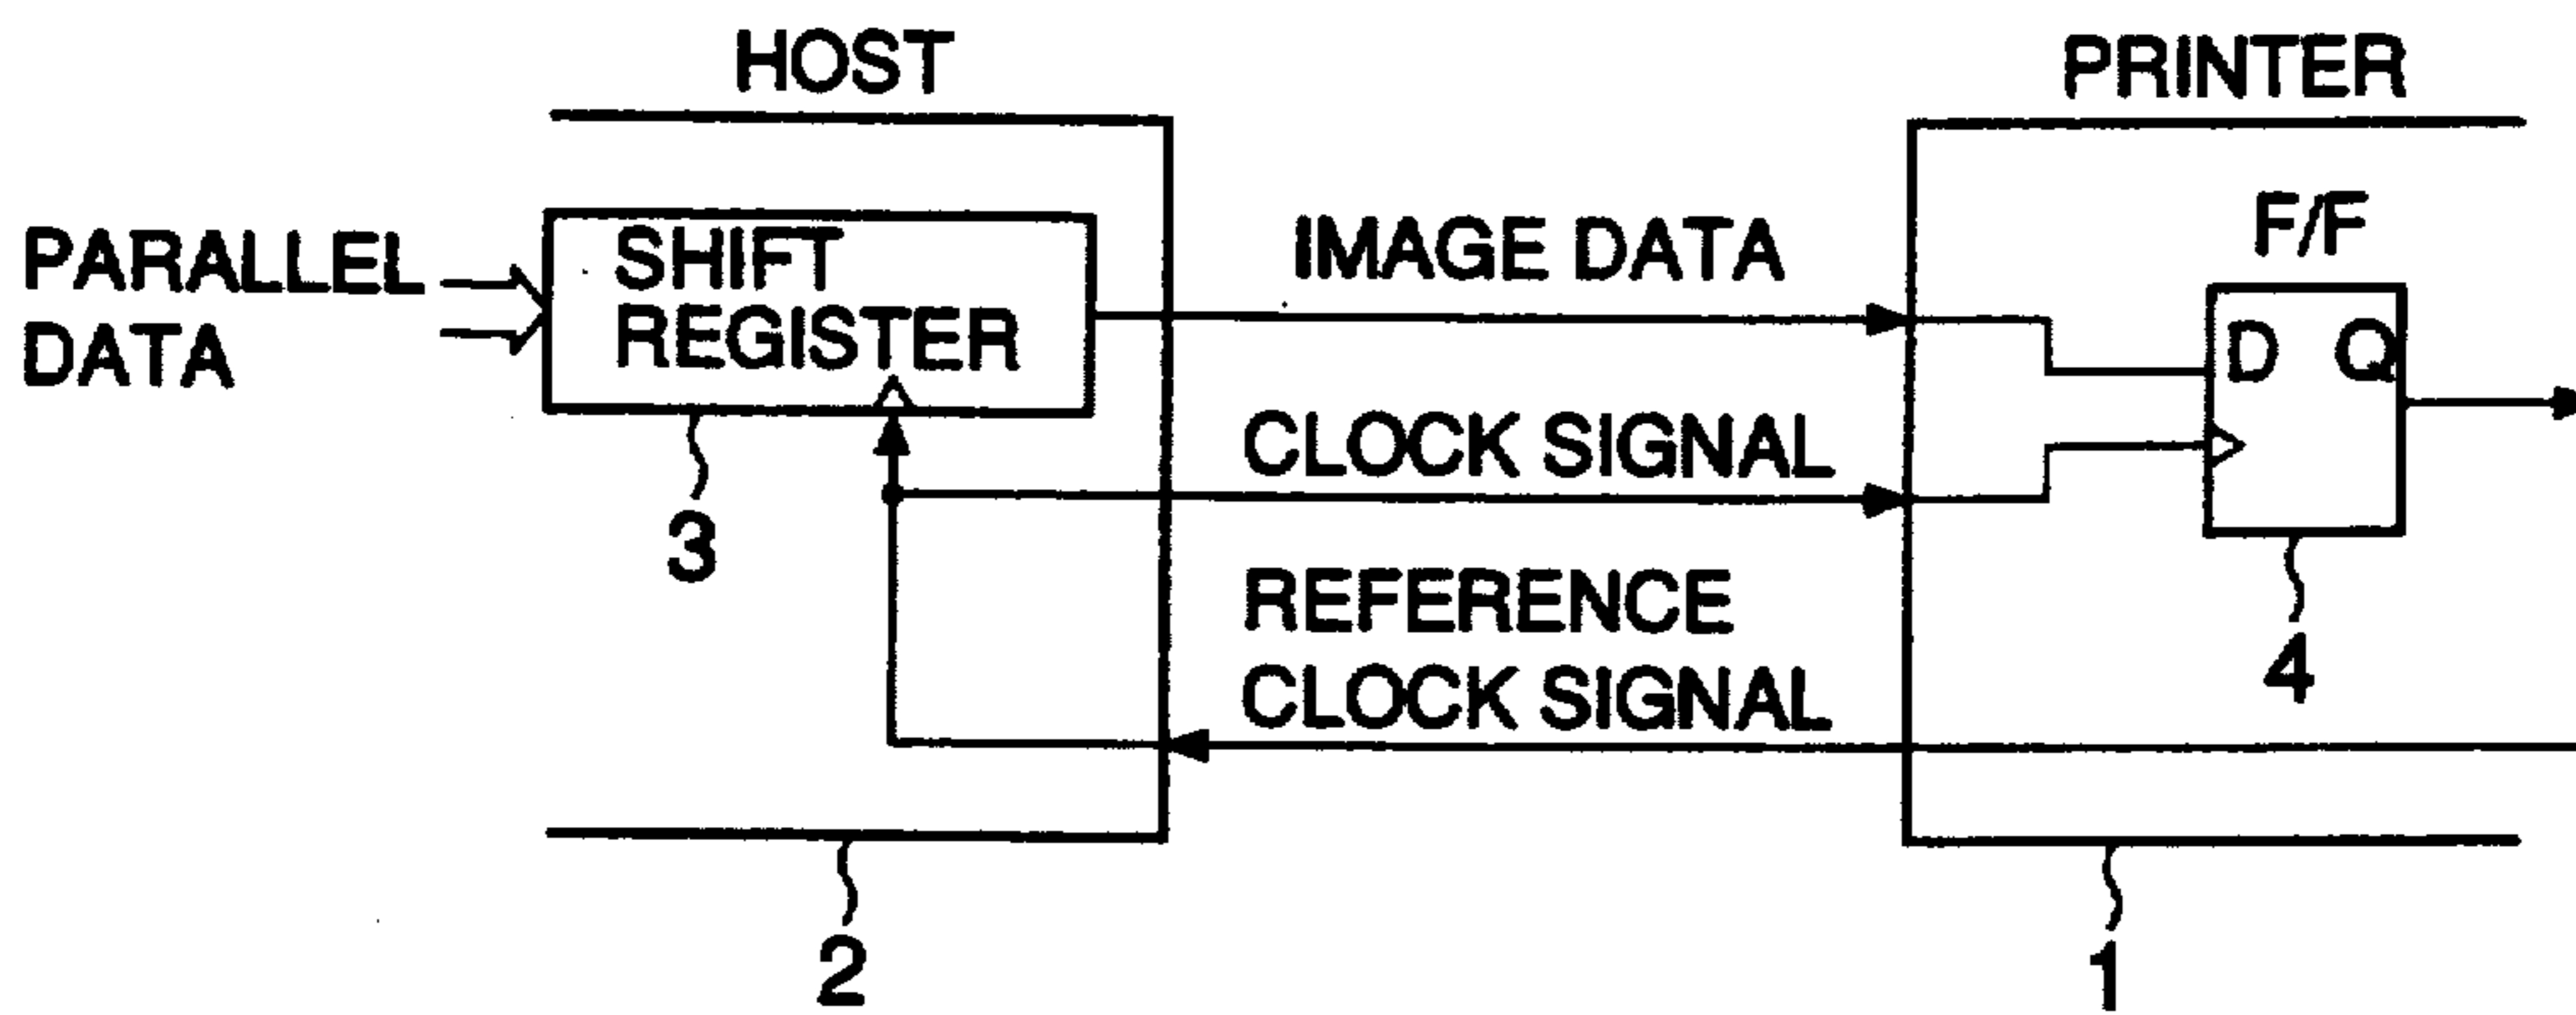 HOST
PRINTER
PARALLEL
DATA
SHIFT
REGISTER
IMAGE DATA
F/F
D Q
CLOCK SIGNAL
3
REFERENCE
CLOCK SIGNAL
4
2
1